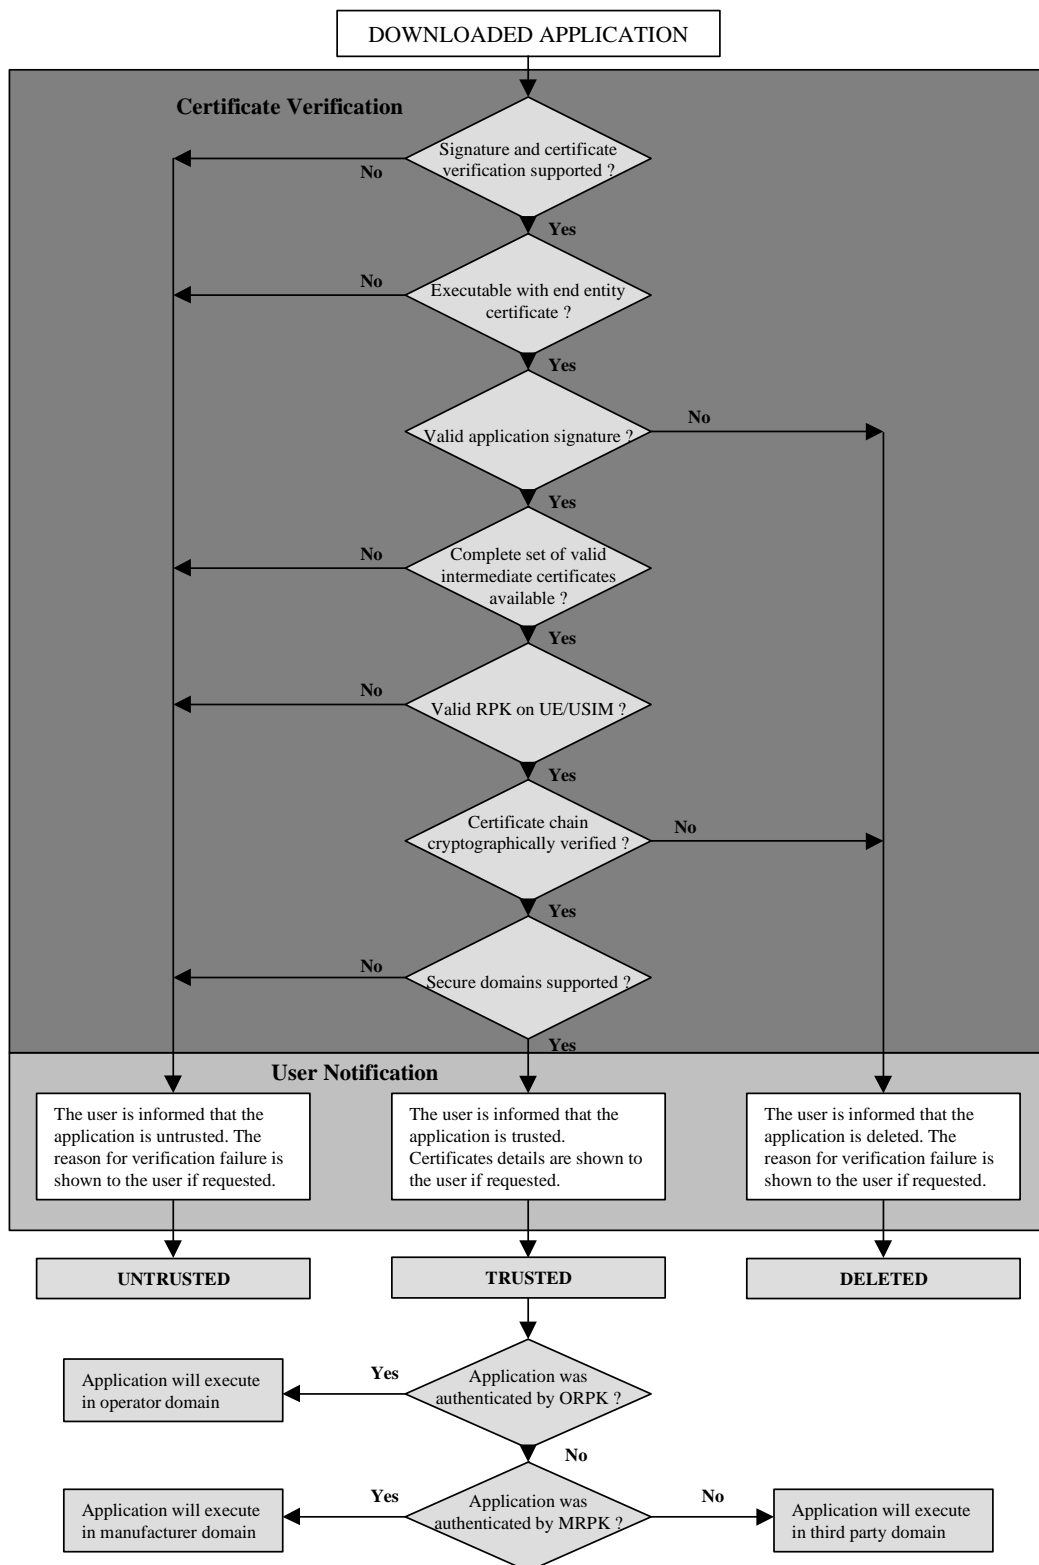 DOWNLOADED APPLICATION
Certificate Verification
Signature and certificate
verification supported ?
No
Yes
Executable with end entity
certificate ?
No
Yes
Valid application signature ?
No
Yes
Complete set of valid
intermediate certificates
available ?
No
Yes
Valid RPK on UE/USIM ?
No
Yes
Certificate chain
cryptographically verified ?
No
Yes
Secure domains supported ?
No
Yes
User Notification
The user is informed that the
application is untrusted. The
reason for verification failure is
shown to the user if requested.
The user is informed that the
application is trusted.
Certificates details are shown to
the user if requested.
The user is informed that the
application is deleted. The
reason for verification failure is
shown to the user if requested.
UNTRUSTED
TRUSTED
DELETED
Application was
authenticated by ORPK ?
Yes
Application will execute
in operator domain
No
Application was
authenticated by MRPK ?
Yes
Application will execute
in manufacturer domain
No
Application will execute
in third party domain